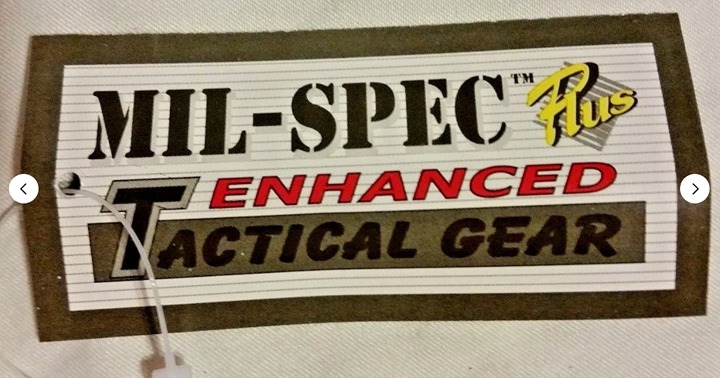 MIL-SPEC™ Plus
ENHANCED
TACTICAL GEAR